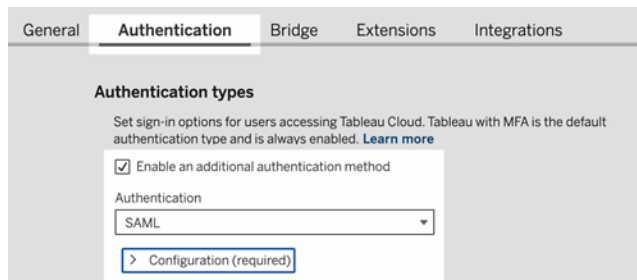 General Authentication Bridge Extensions Integrations
Authentication types
Set sign-in options for users accessing Tableau Cloud. Tableau with MFA is the default
authentication type and is always enabled. Learn more
Enable an additional authentication method
Authentication
SAML
Configuration (required)